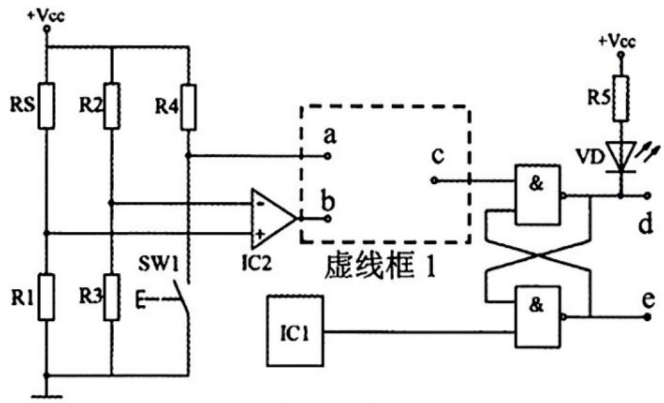 +Vcc
+Vcc
RS
R2
R4
R5
a
VD
c
&
b
d
-
+
IC2
SW1
虚线框 1
R1
R3
&
e
IC1